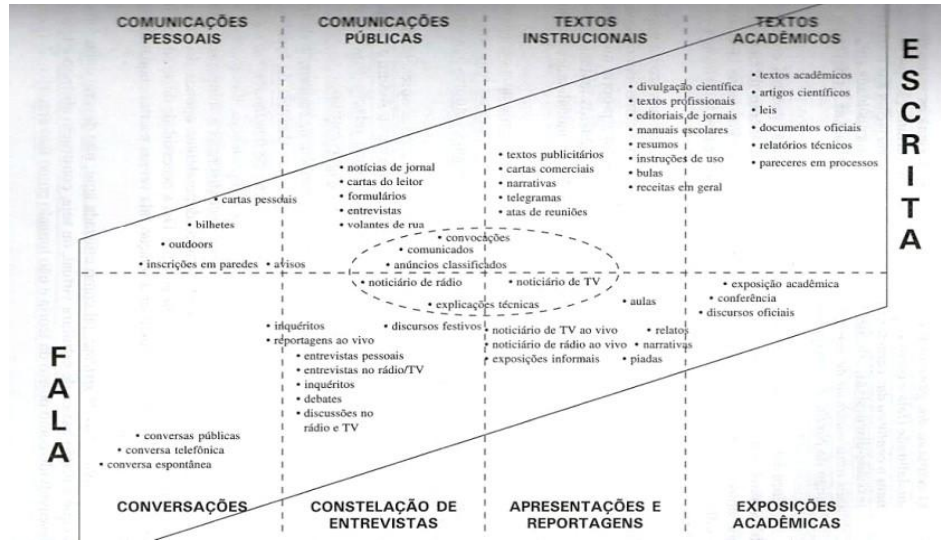 COMUNICAÇÕES
PESSOAIS
COMUNICAÇÕES
PÚBLICAS
TEXTOS
INSTRUCIONAIS
TEXTOS
ACADÊMICOS
ESCRITA
• divulgação científica
• textos profissionais
• editoriais de jornais
• manuais escolares
• resumos
• instruções de uso
• bulas
• receitas em geral
• textos acadêmicos
• artigos científicos
• leis
• documentos oficiais
• relatórios técnicos
• pareceres em processos
• textos publicitários
• cartas comerciais
• narrativas
• telegramas
• atas de reuniões
• notícias de jornal
• cartas do leitor
• formulários
• entrevistas
• volantes de rua
• cartas pessoais
• bilhetes
• outdoors
• inscrições em paredes • avisos
• convocações
• comunicados
• anúncios classificados
• noticiário de rádio
• noticiário de TV
• explicações técnicas
• aulas
• exposição acadêmica
• conferência
• discursos oficiais
FALA
• inquéritos
• reportagens ao vivo
• discursos festivos
• entrevistas pessoais
• entrevistas no rádio/TV
• inquéritos
• debates
• discussões no
rádio e TV
• noticiário de TV ao vivo
• noticiário de rádio ao vivo
• exposições informais
• relatos
• narrativas
• piadas
• conversas públicas
• conversa telefônica
• conversa espontânea
CONVERSAÇÕES
CONSTELAÇÃO DE
ENTREVISTAS
APRESENTAÇÕES E
REPORTAGENS
EXPOSIÇÕES
ACADÊMICAS